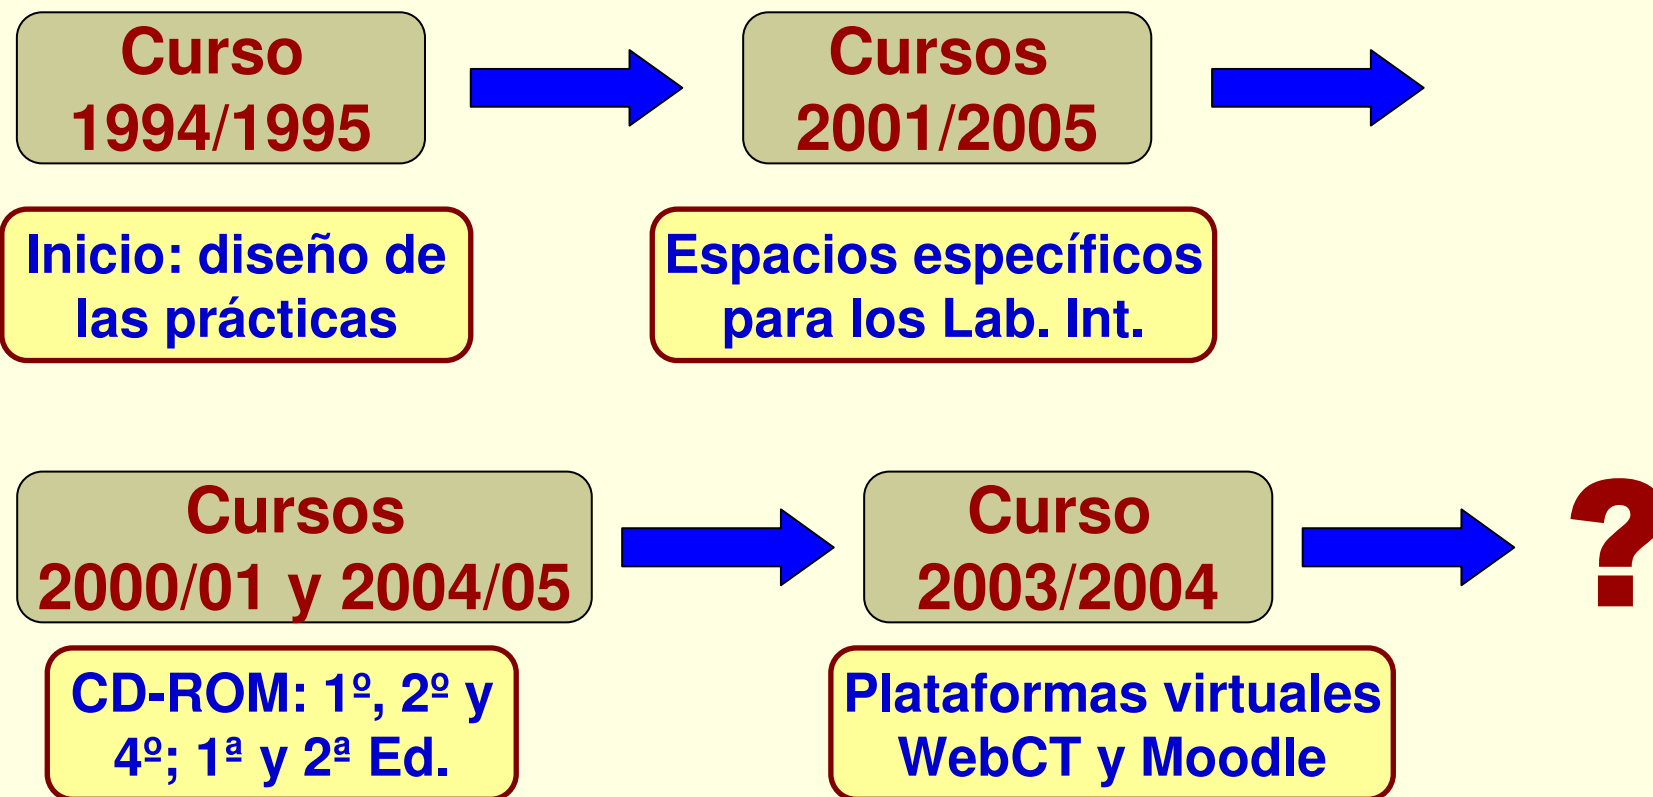 Curso
1994/1995
Cursos
2001/2005
Inicio: diseño de
las prácticas
Espacios específicos
para los Lab. Int.
Cursos
2000/01 y 2004/05
Curso
2003/2004
?
CD-ROM: 1º, 2º y
4º; 1ª y 2ª Ed.
Plataformas virtuales
WebCT y Moodle